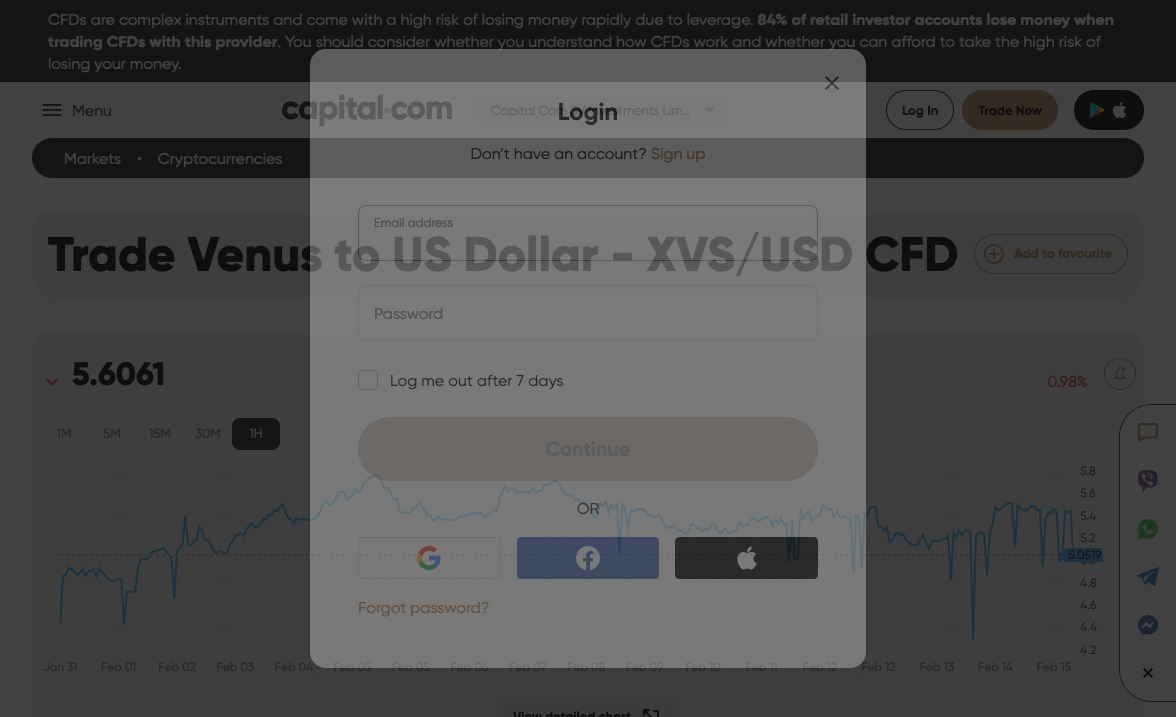 CFDs are complex instruments and come with a high risk of losing money rapidly due to leverage. 84% of retail investor accounts lose money when
trading CFDs with this provider. You should consider whether you understand how CFDs work and whether you can afford to take the high risk of
losing your money.
Menu
capital.com
Capital Com
Log In
Trade Now
Login
Don't have an account? Sign up
Markets • Cryptocurrencies
Email address
Trade Venus to US Dollar - XVS/USD CFD
Add to favourite
Password
5.6061
0.98%
Log me out after 7 days
1M 5M 15M 30M 1H
Continue
OR
5.8
5.6
5.4
5.2
5.0519
4.8
4.6
4.4
4.2
Forgot password?
Jan 31 Feb 01 Feb 02 Feb 03 Feb 04 Feb 05 Feb 05 Feb 06 Feb 07 Feb 08 Feb 09 Feb 10 Feb 11 Feb 12 Feb 12 Feb 13 Feb 14 Feb 15
View detailed chart